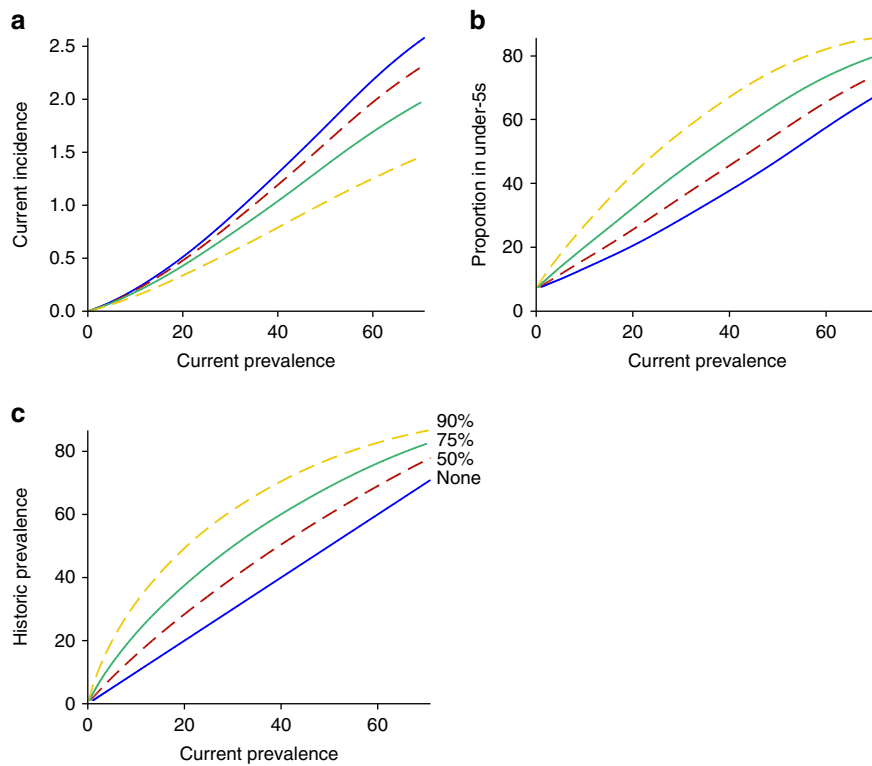 a
2.5
2.0
1.5
1.0
0.5
0.0
Current incidence
0 20 40 60
Current prevalence
b
80
60
40
20
0
Proportion in under-5s
0 20 40 60
Current prevalence
c
80
60
40
20
0
Historic prevalence
90%
75%
50%
None
0 20 40 60
Current prevalence